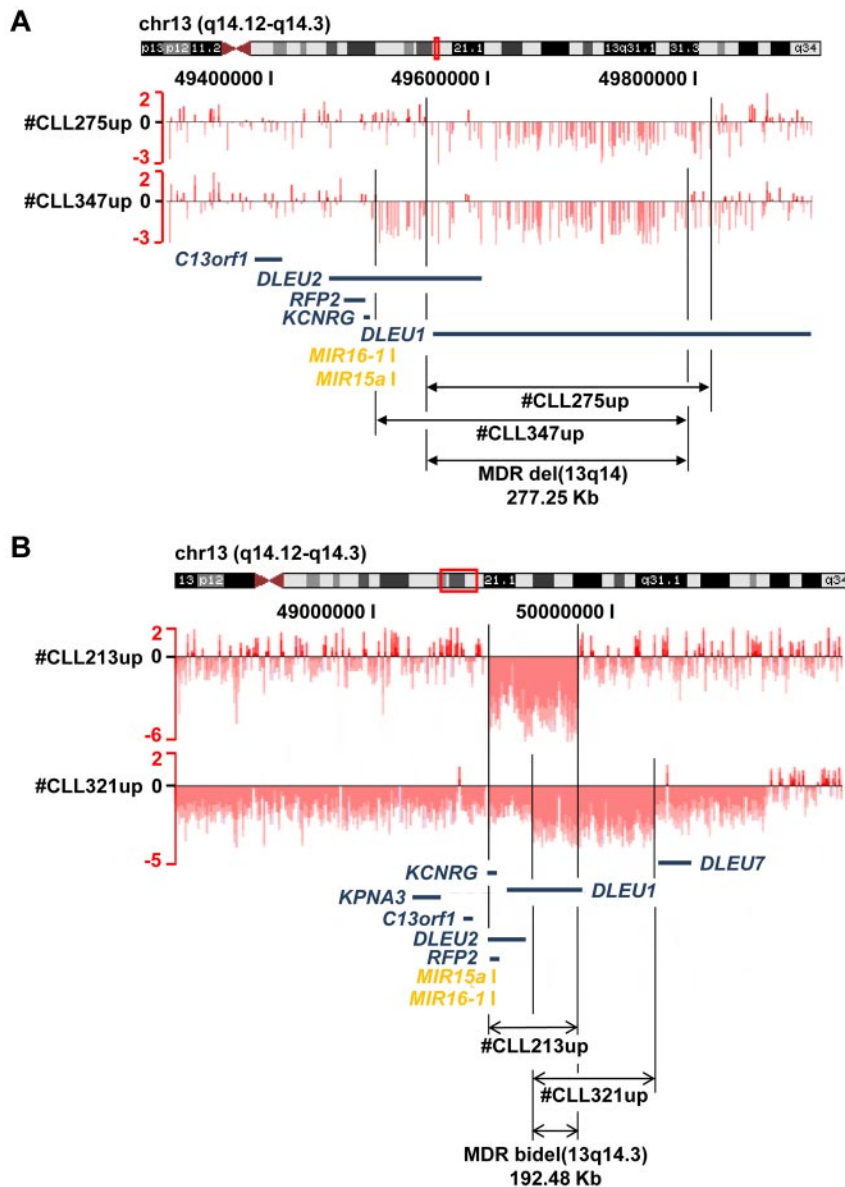 A
chr13 (q14.12-q14.3)
p13 p12 11.2 21.1 13q31.1 31.3 q34
49400000 I 49600000 I 49800000 I
2
#CLL275up 0
-3
2
#CLL347up 0
-3
C13orf1
DLEU2
RFP2
KCNRG
DLEU1
MIR16-1
MIR15a
#CLL275up
#CLL347up
MDR del(13q14)
277.25 Kb
B
chr13 (q14.12-q14.3)
13 p12 21.1 q31.1 q34
49000000 I 50000000 I
2
#CLL213up 0
-6
2
#CLL321up 0
-5
DLEU7
KCNRG
KPNA3 DLEU1
C13orf1
DLEU2
RFP2
MIR15a
MIR16-1
#CLL213up
#CLL321up
MDR bidel(13q14.3)
192.48 Kb